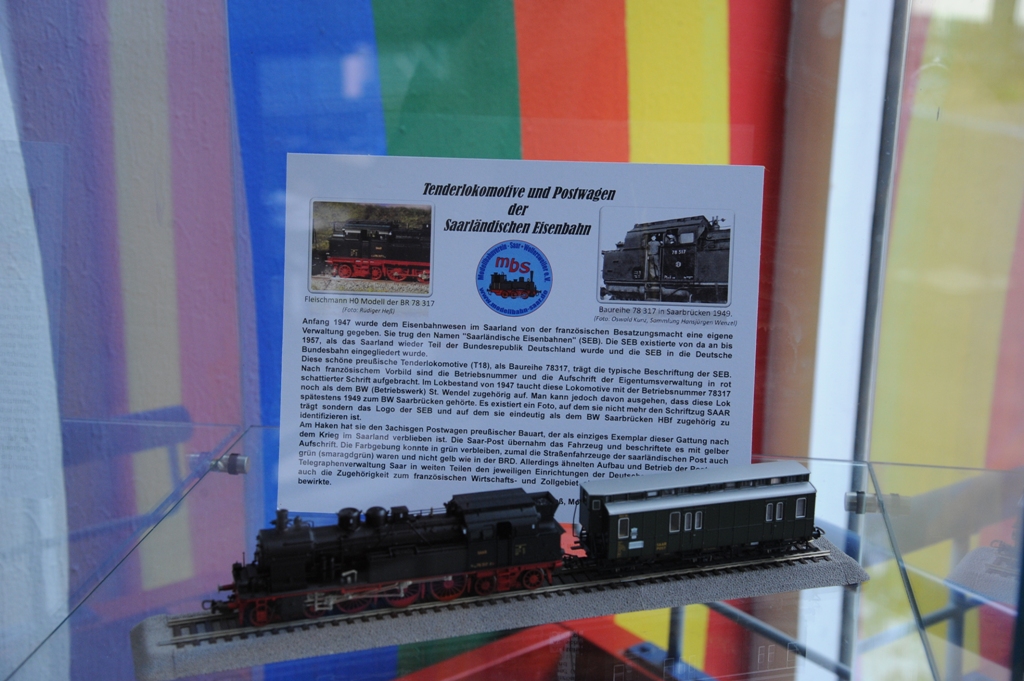 Tenderlokomotive und Postwagen
der
Saarländischen Eisenbahn
mbs
Fleischmann H0 Modell der BR 78 317
(Foto: Rüdiger Heß)
Baureihe 78 317 in Saarbrücken 1949.
(Foto: Oswald Kunz, Sammlung Hansjürgen Wenzel)
Anfang 1947 wurde dem Eisenbahnwesen im Saarland von der französischen Besatzungsmacht eine eigene
Verwaltung gegeben. Sie trug den Namen "Saarländische Eisenbahnen" (SEB). Die SEB existierte von da an bis
1957, als das Saarland wieder Teil der Bundesrepublik Deutschland wurde und die SEB in die Deutsche
Bundesbahn eingegliedert wurde.
Diese schöne preußische Tenderlokomotive (T18), als Baureihe 78317, trägt die typische Beschriftung der SEB.
Nach französischem Vorbild sind die Betriebsnummer und die Aufschrift der Eigentumsverwaltung in rot
schattierter Schrift aufgebracht. Im Lokbestand von 1947 taucht diese Lokomotive mit der Betriebsnummer 78317
noch als dem BW (Betriebswerk) St. Wendel zugehörig auf. Man kann jedoch davon ausgehen, dass diese Lok
spätestens 1949 zum BW Saarbrücken gehörte. Es existiert ein Foto, auf dem sie nicht mehr den Schriftzug SAAR
trägt sondern das Logo der SEB und auf dem sie eindeutig als dem BW Saarbrücken HBf zugehörig zu
identifizieren ist.
Am Haken hat sie den 3achisgen Postwagen preußischer Bauart, der als einziges Exemplar dieser Gattung nach
dem Krieg im Saarland verblieben ist. Die Saar-Post übernahm das Fahrzeug und beschriftete es mit gelber
Aufschrift. Die Farbgebung konnte in grün verbleiben, zumal die Straßenfahrzeuge der saarländischen Post auch
grün (smaragdgrün) waren und nicht gelb wie in der BRD. Allerdings ähnelten Aufbau und Betrieb der
Telegraphenverwaltung Saar in weiten Teilen den jeweiligen Einrichtungen der
auch die Zugehörigkeit zum französischen Wirtschafts- und Zollgebiet
bewirkte.